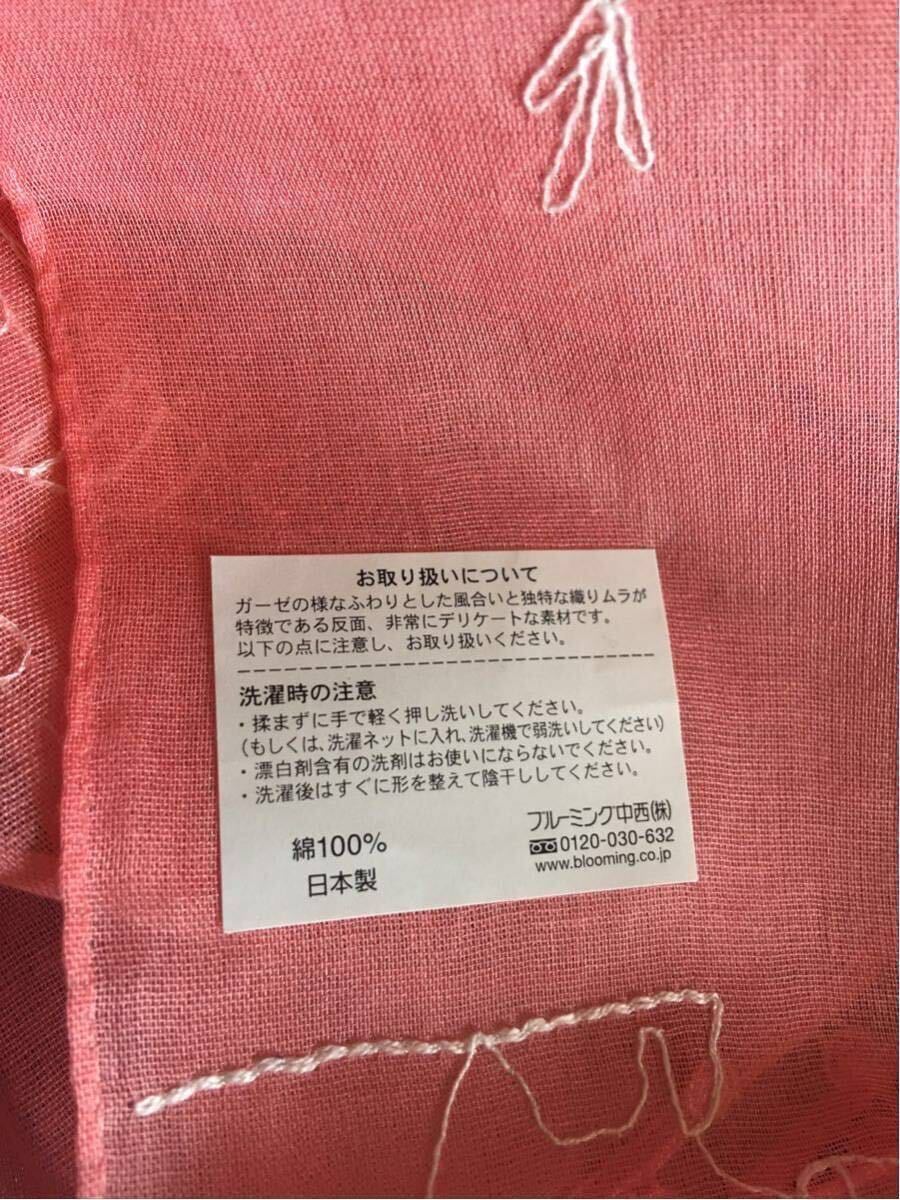 お取り扱いについて
ガーゼの様なふわりとした風合いと独特な織りムラが
特徴である反面、非常にデリケートな素材です。
以下の点に注意し、お取り扱いください。
洗濯時の注意
・揉まずに手で軽く押し洗いしてください。
(もしくは、洗濯ネットに入れ、洗濯機で弱洗いしてください)
・漂白剤含有の洗剤はお使いにならないでください。
・洗濯後はすぐに形を整えて陰干ししてください。
綿100%
日本製
ブルーミング中西(株)
0120-030-632
www.blooming.co.jp